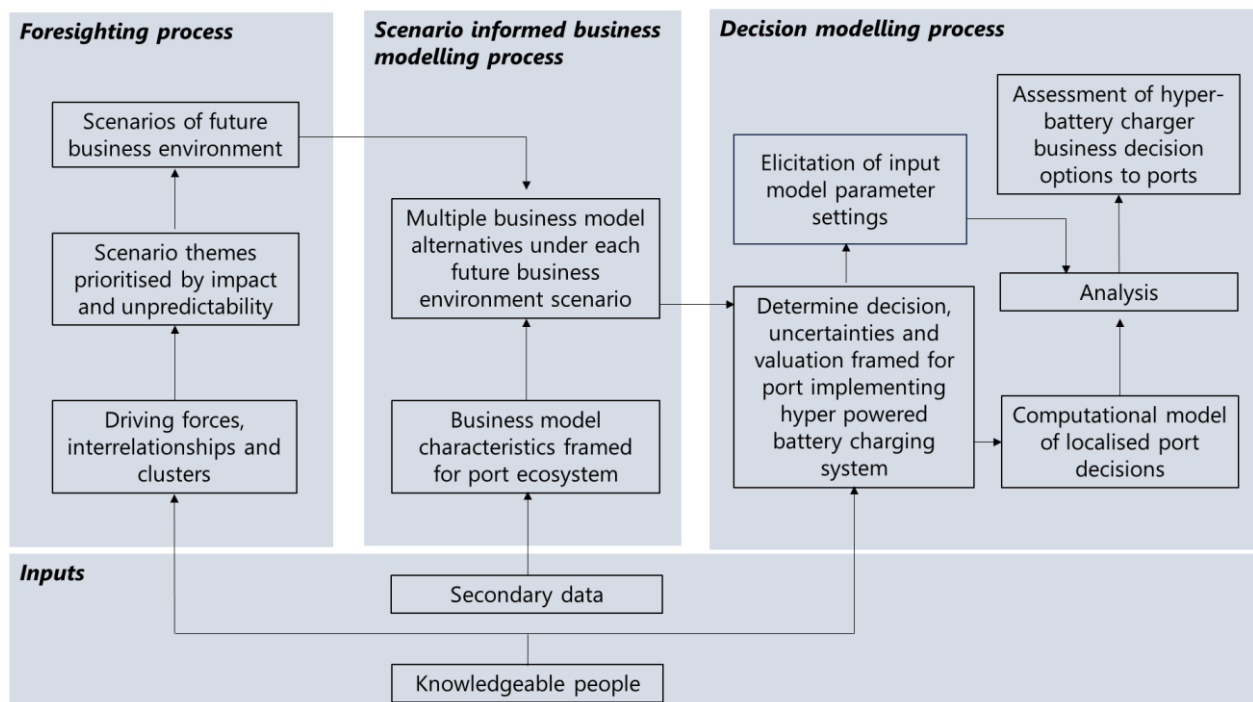 Foresighting process
Scenarios of future
business environment
Scenario themes
prioritised by impact
and unpredictability
Driving forces,
interrelationships and
clusters
Scenario informed business
modelling process
Multiple business model
alternatives under each
future business
environment scenario
Business model
characteristics framed
for port ecosystem
Decision modelling process
Elicitation of input
model parameter
settings
Determine decision,
uncertainties and
valuation framed for
port implementing
hyper powered
battery charging
system
Assessment of hyper-
battery charger
business decision
options to ports
Analysis
Computational model
of localised port
decisions
Inputs
Secondary data
Knowledgeable people